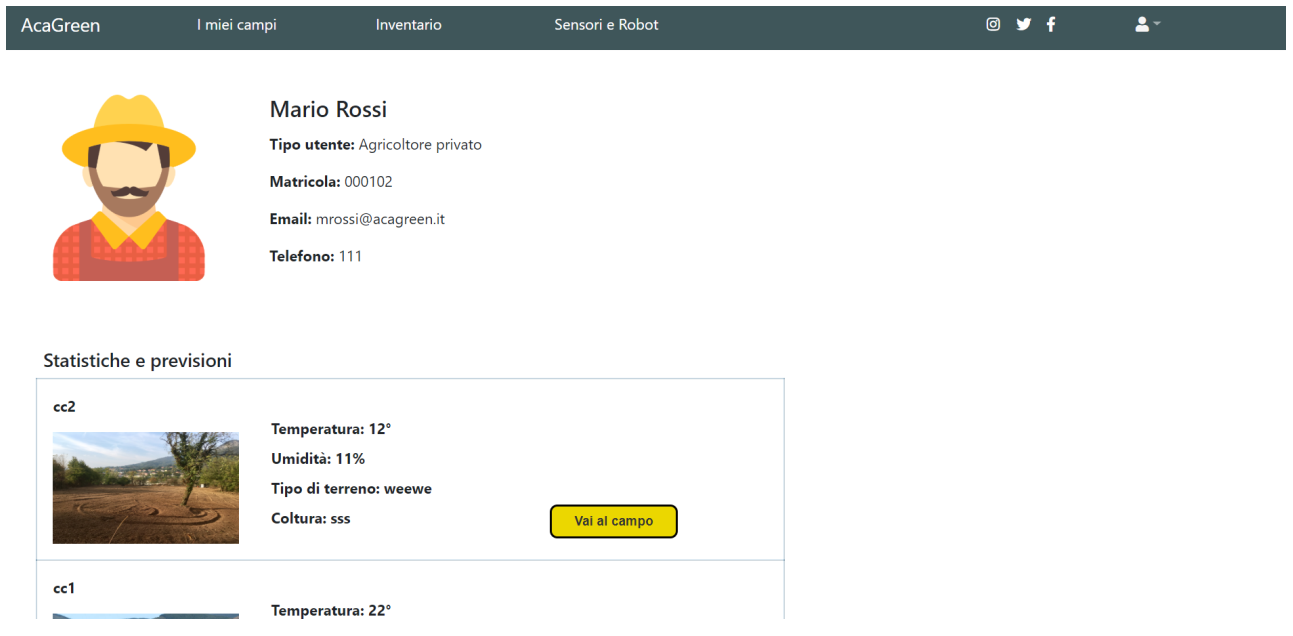 AcaGreen I miei campi Inventario Sensori e Robot
Mario Rossi
Tipo utente: Agricoltore privato
Matricola: 000102
Email: mrossi@acagreen.it
Telefono: 111
Statistiche e previsioni
cc2
Temperatura: 12°
Umidità: 11%
Tipo di terreno: weewe
Coltura: sss
Vai al campo
cc1
Temperatura: 22°